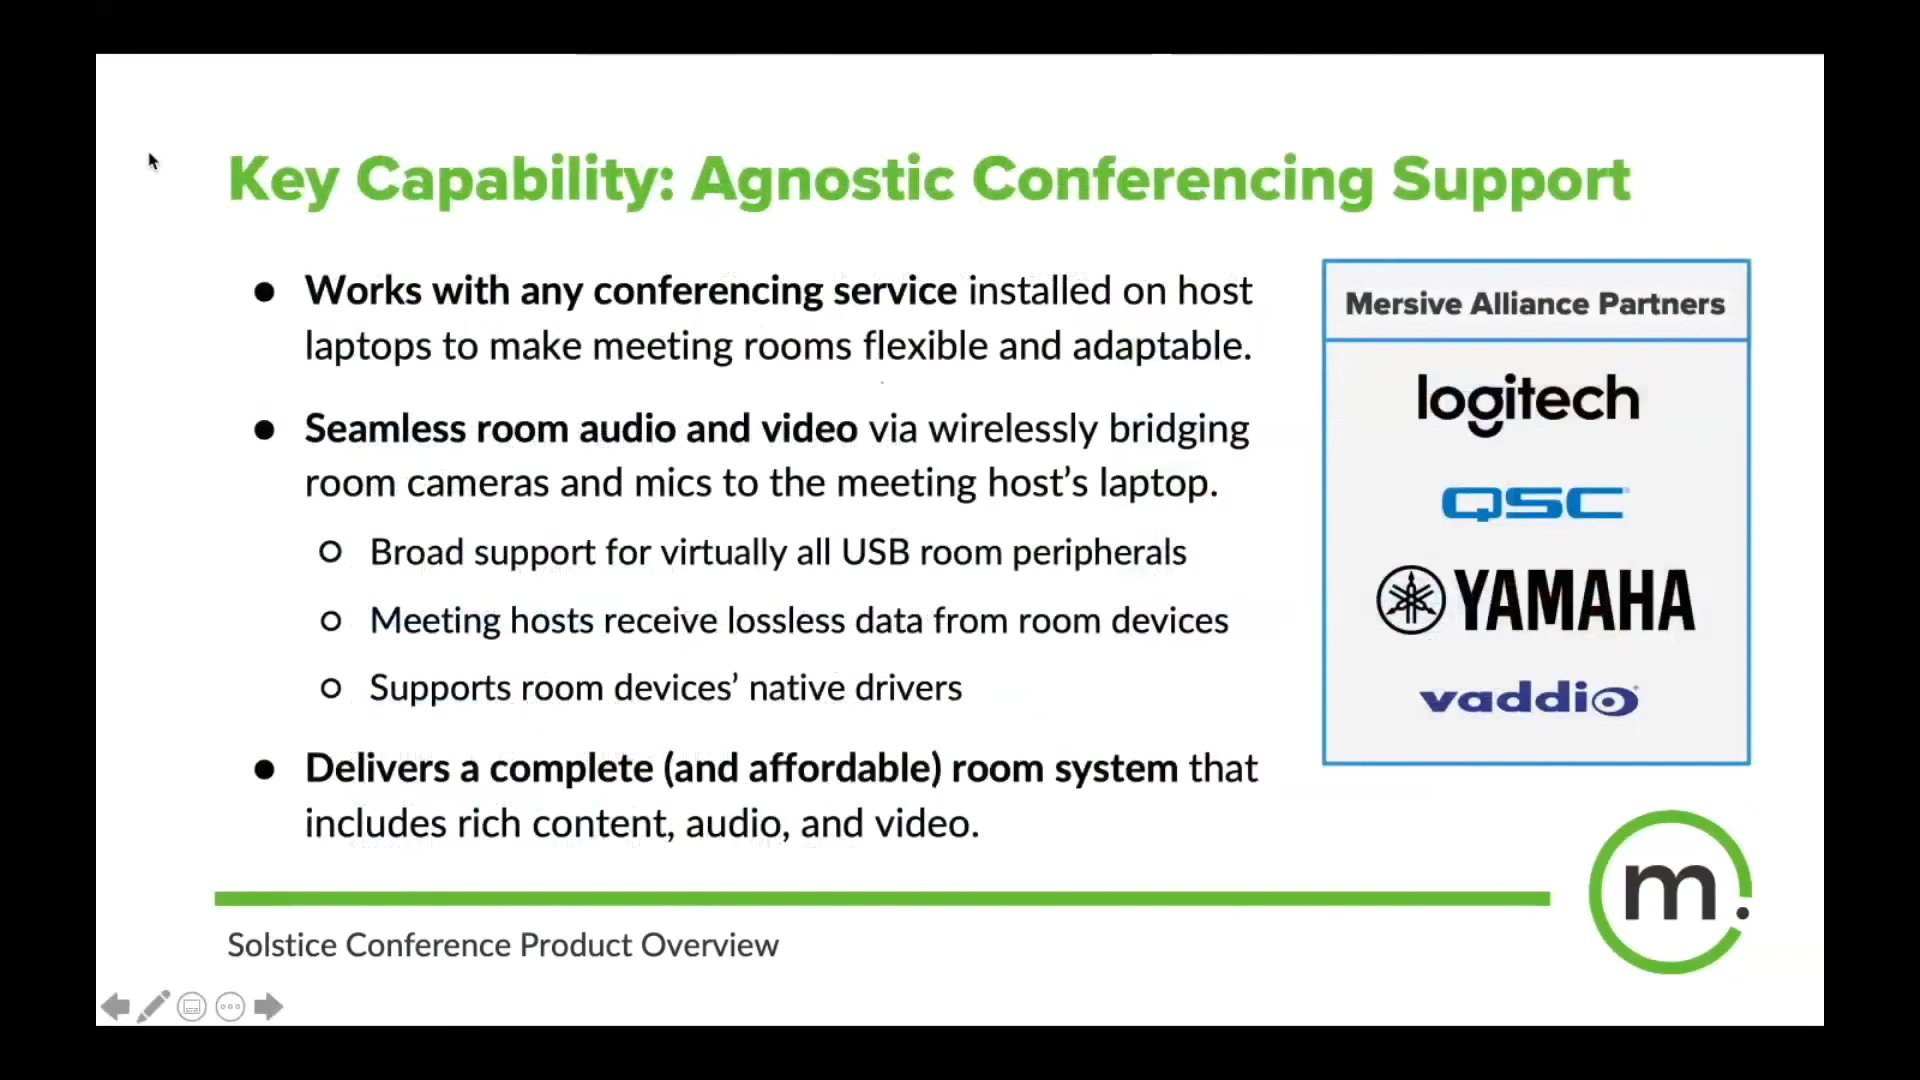 Key Capability: Agnostic Conferencing Support
● Works with any conferencing service installed on host
laptops to make meeting rooms flexible and adaptable.
● Seamless room audio and video via wirelessly bridging
room cameras and mics to the meeting host’s laptop.
○ Broad support for virtually all USB room peripherals
○ Meeting hosts receive lossless data from room devices
○ Supports room devices’ native drivers
● Delivers a complete (and affordable) room system that
includes rich content, audio, and video.
Mersive Alliance Partners
logitech
QSC
YAMAHA
vaddio
m.
Solstice Conference Product Overview